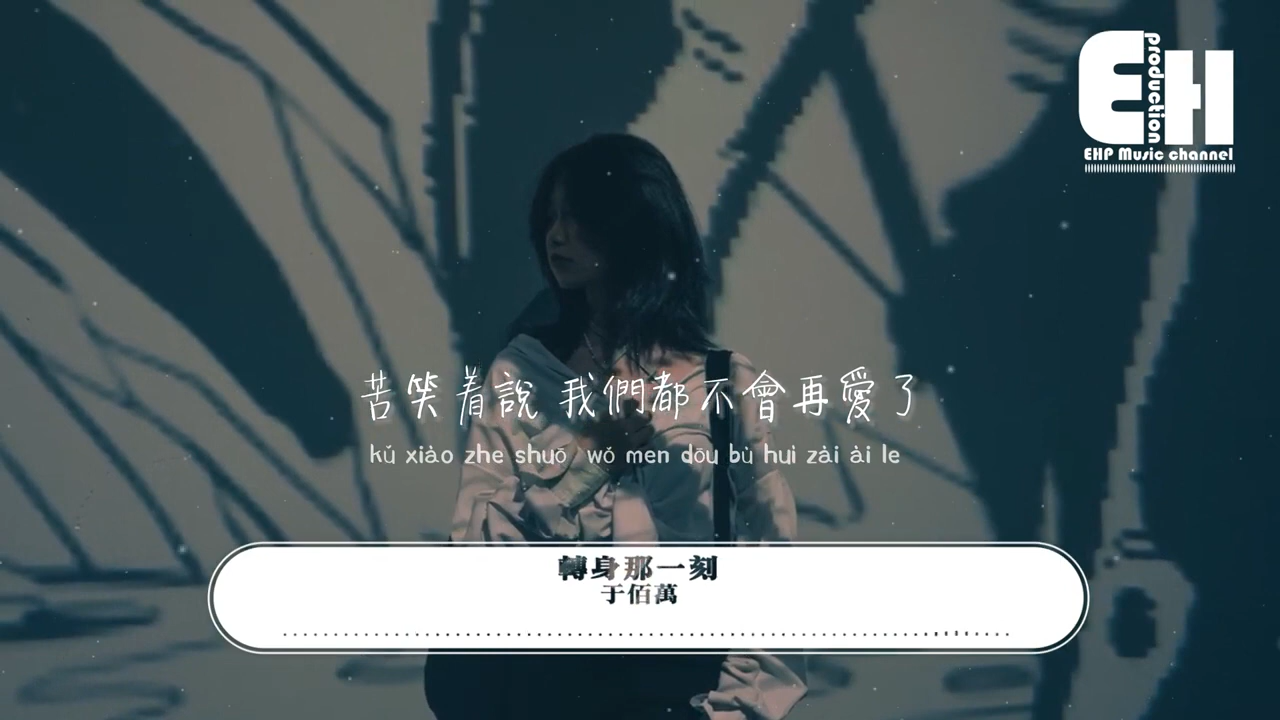 EH
production
EHP Music channel
苦笑着說 我們都不會再愛了
kǔ xiào zhe shuō wǒ men dōu bù huì zài ài le
轉身那一刻
于佰萬